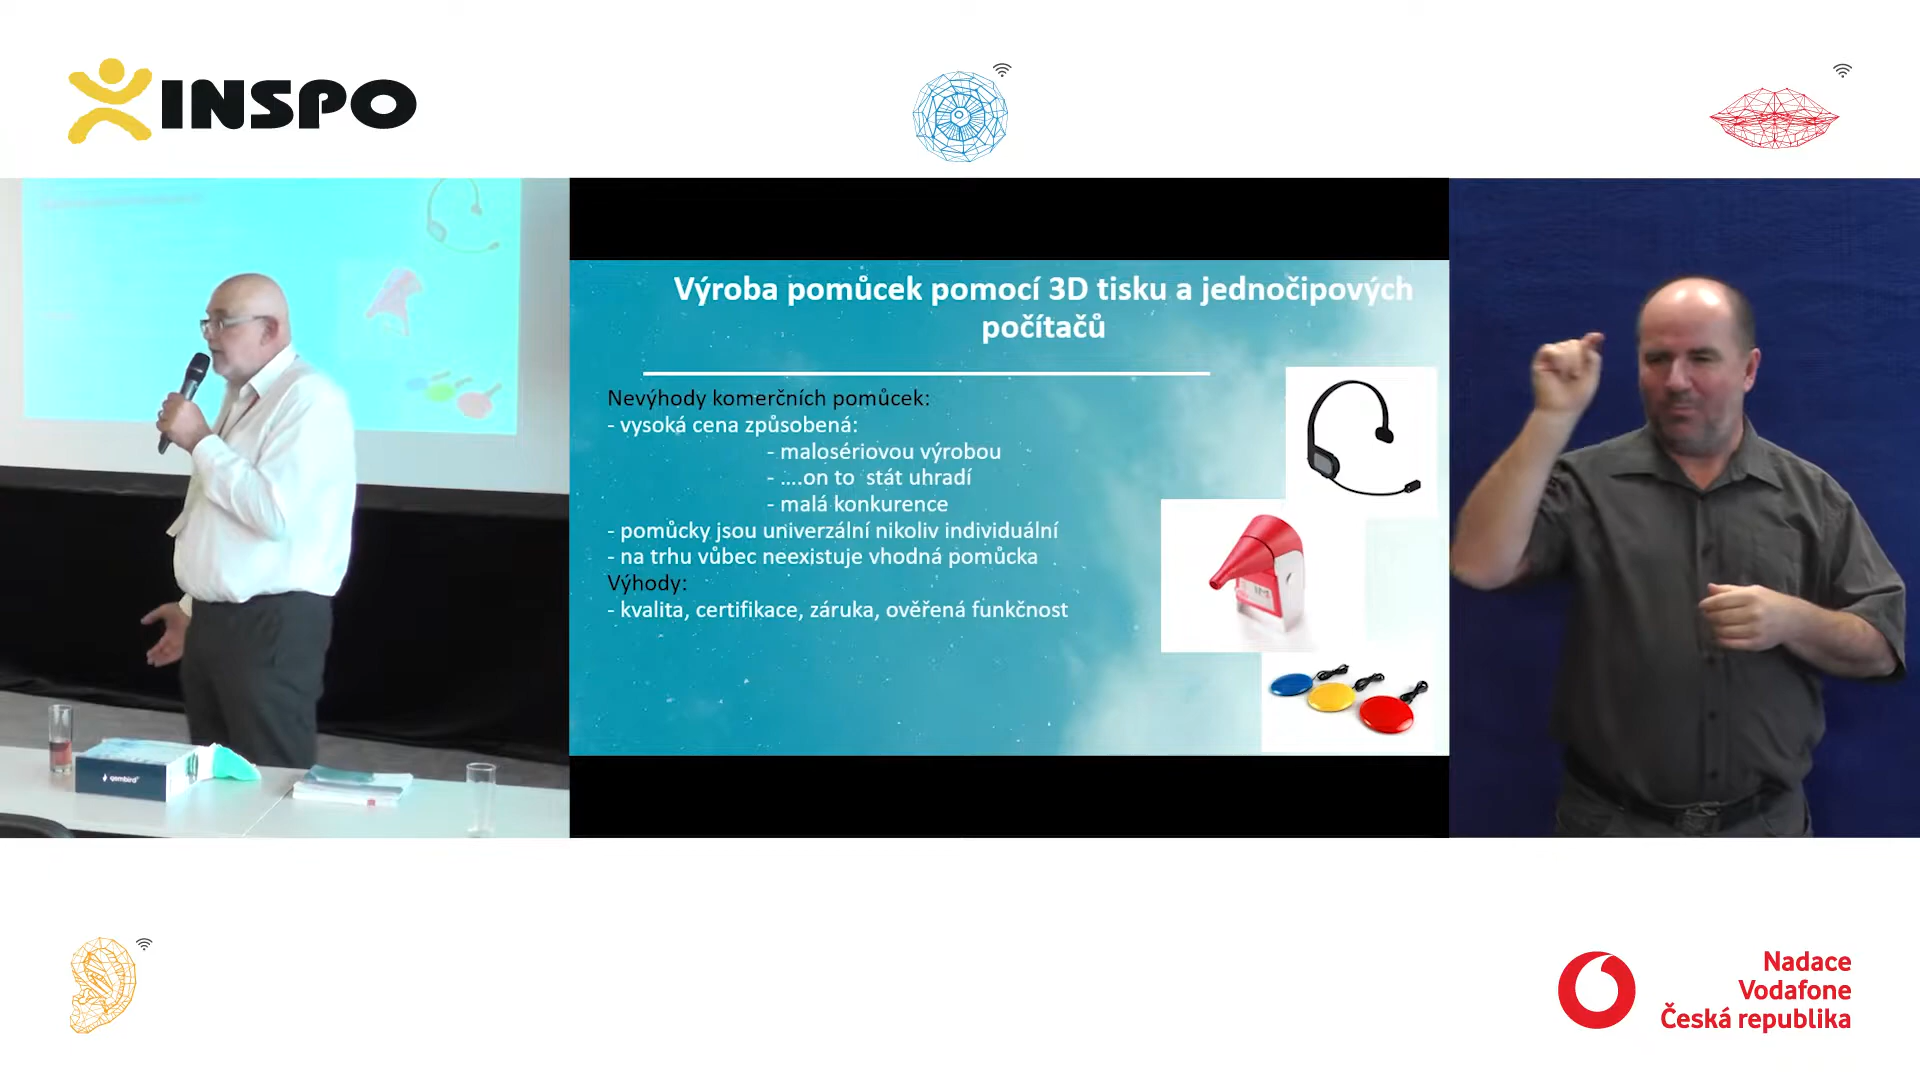 INSPO
Výroba pomůcek pomocí 3D tisku a jednočipových
počítačů
Nevýhody komerčních pomůcek:
- vysoká cena způsobená:
- malosériovou výrobou
- ....on to stát uhradí
- malá konkurence
- pomůcky jsou univerzální nikoliv individuální
- na trhu vůbec neexistuje vhodná pomůcka
Výhody:
- kvalita, certifikace, záruka, ověřená funkčnost
gembird
Nadace
Vodafone
Česká republika